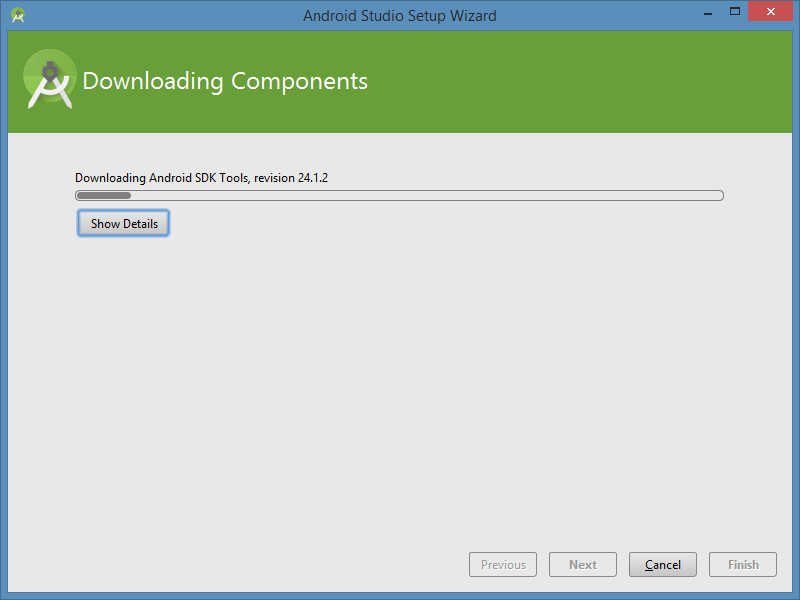 Android Studio Setup Wizard
Downloading Components
Downloading Android SDK Tools, revision 24.1.2
Show Details
Previous
Next
Cancel
Finish